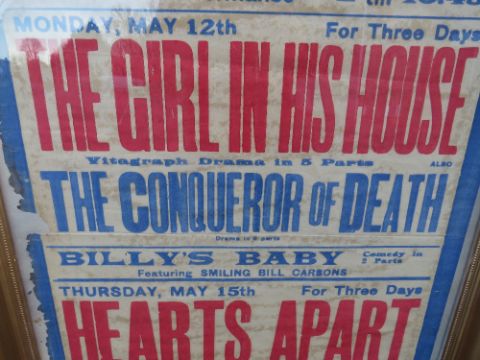 MONDAY, MAY 12th For Three Days
THE GIRL IN HIS HOUSE
Vitagraph Drama in 5 Parts ALSO
THE CONQUEROR OF DEATH
Drama in 5 parts
BILLY'S BABY Comedy in
2 Parts
Featuring SMILING BILL CARSONS
THURSDAY, MAY 15th For Three Days
HEARTS APART